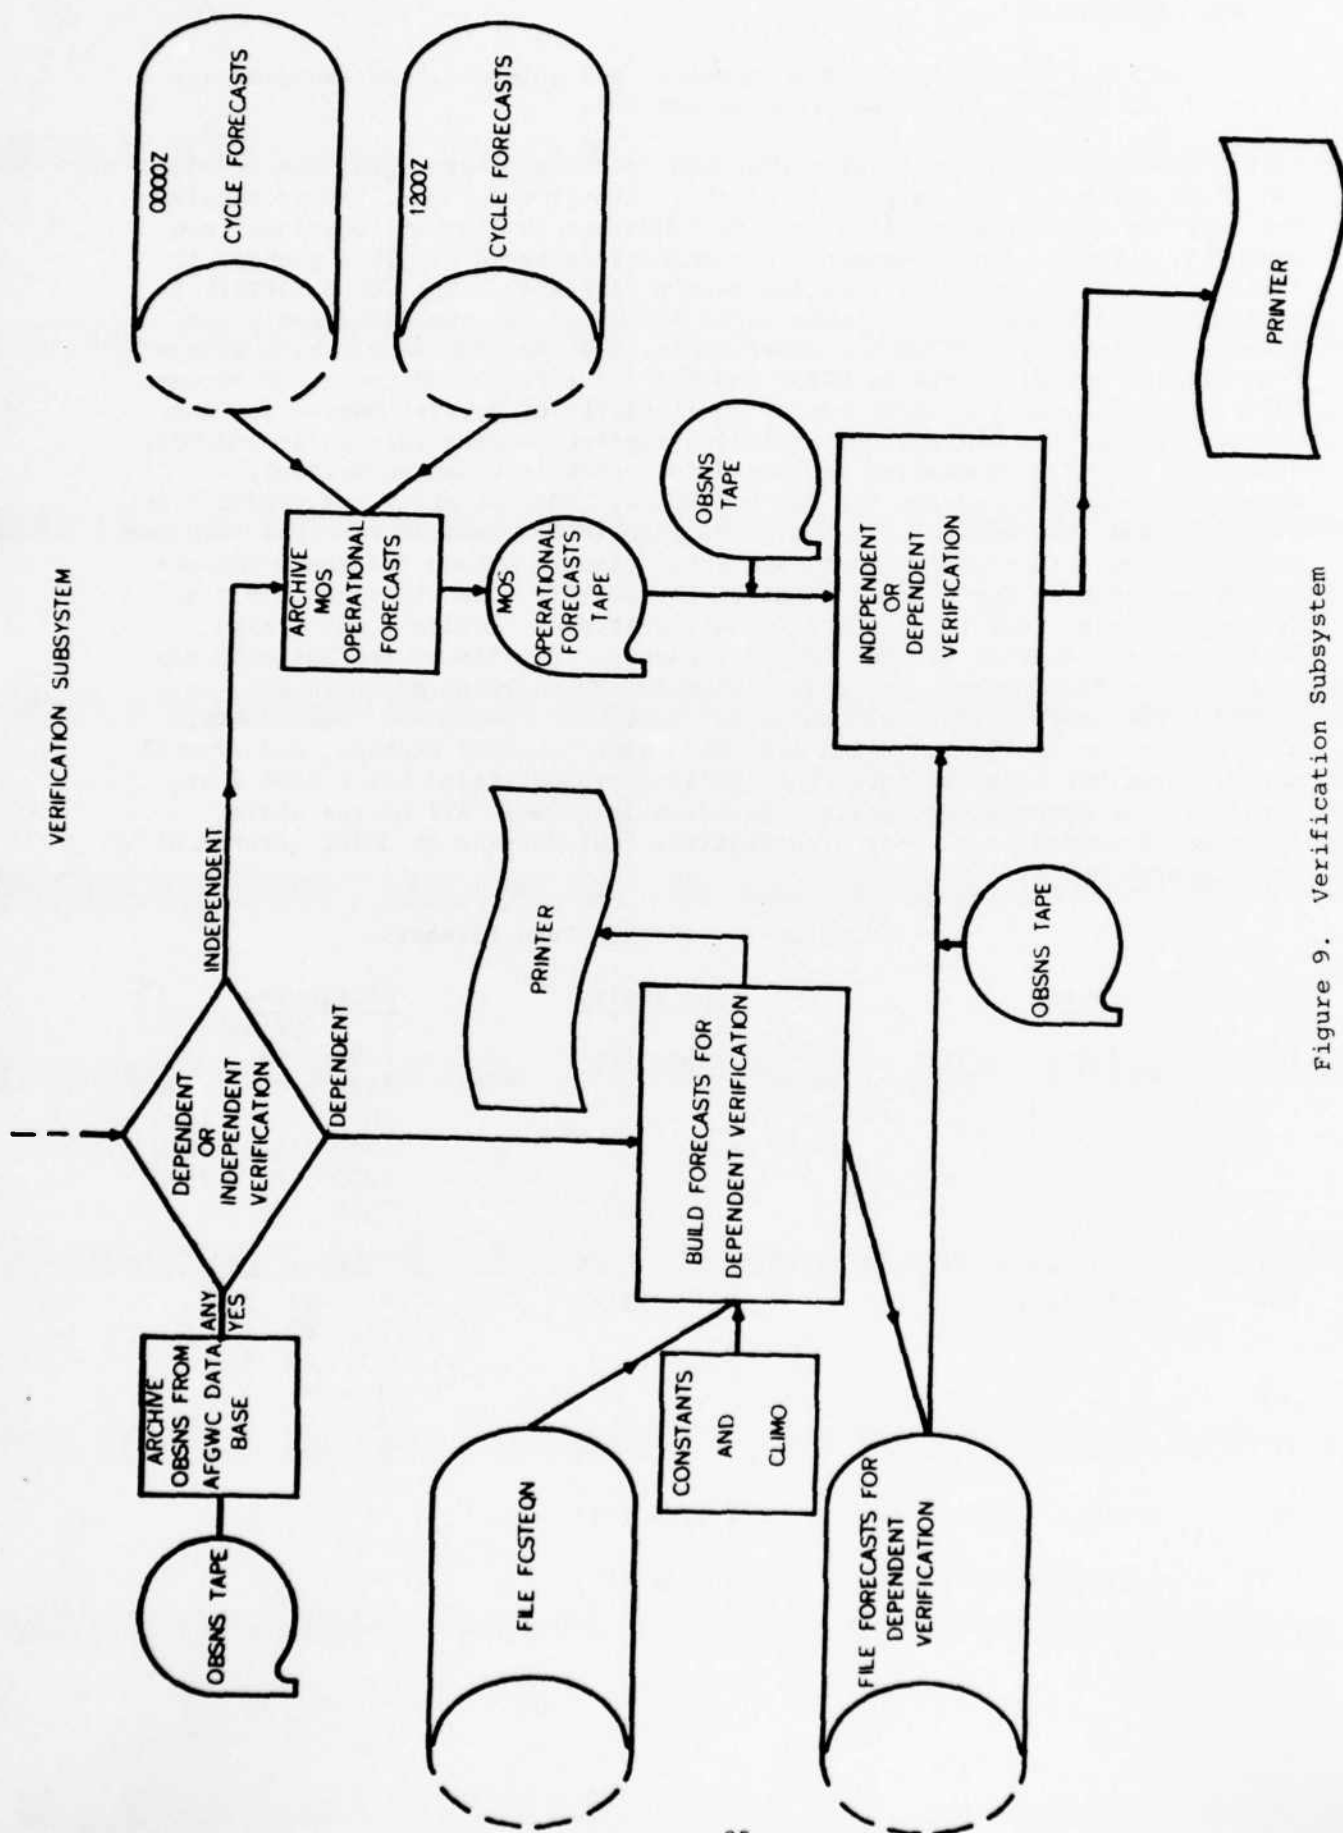 VERIFICATION SUBSYSTEM
OBSNS TAPE
ARCHIVE
OBSNS FROM
AFGWC DATA
BASE
ANY
YES
DEPENDENT
OR
INDEPENDENT
VERIFICATION
INDEPENDENT
DEPENDENT
ARCHIVE
MOS
OPERATIONAL
FORECASTS
0000Z
CYCLE FORECASTS
1200Z
CYCLE FORECASTS
MOS
OPERATIONAL
FORECASTS
TAPE
FILE FCSTEQN
CONSTANTS
AND
CLIMO
BUILD FORECASTS FOR
DEPENDENT VERIFICATION
PRINTER
OBSNS
TAPE
FILE FORECASTS FOR
DEPENDENT
VERIFICATION
OBSNS TAPE
INDEPENDENT
OR
DEPENDENT
VERIFICATION
PRINTER
Figure 9. Verification Subsystem